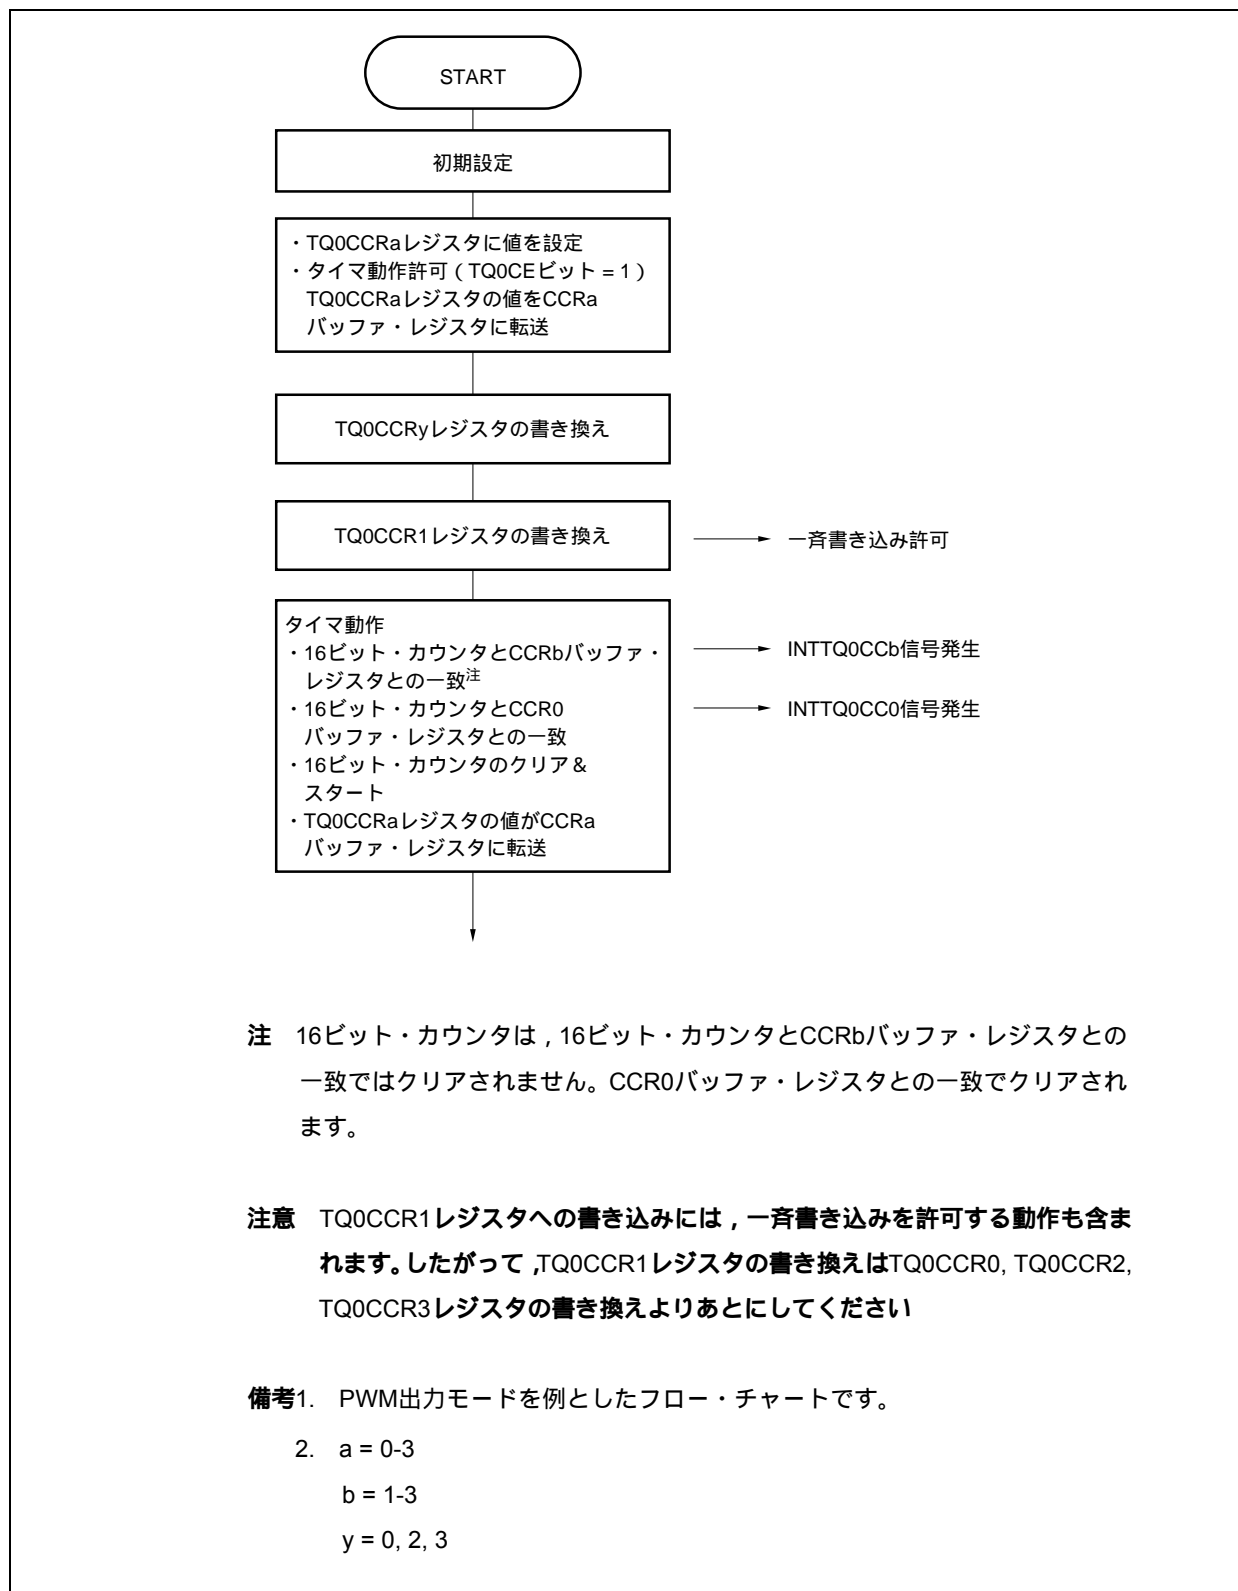 START
初期設定
・TQ0CCRaレジスタに値を設定
・タイマ動作許可（TQ0CEビット = 1）
TQ0CCRaレジスタの値をCCRa
バッファ・レジスタに転送
TQ0CCRyレジスタの書き換え
TQ0CCR1レジスタの書き換え
一斉書き込み許可
タイマ動作
・16ビット・カウンタとCCRbバッファ・
レジスタとの一致注
INTTQ0CCb信号発生
・16ビット・カウンタとCCR0
バッファ・レジスタとの一致
INTTQ0CC0信号発生
・16ビット・カウンタのクリア＆
スタート
・TQ0CCRaレジスタの値がCCRa
バッファ・レジスタに転送
注 16ビット・カウンタは，16ビット・カウンタとCCRbバッファ・レジスタとの
一致ではクリアされません。CCR0バッファ・レジスタとの一致でクリアされ
ます。
注意 TQ0CCR1レジスタへの書き込みには，一斉書き込みを許可する動作も含ま
れます。したがって，TQ0CCR1レジスタの書き換えはTQ0CCR0, TQ0CCR2,
TQ0CCR3レジスタの書き換えよりあとにしてください
備考1. PWM出力モードを例としたフロー・チャートです。
2. a = 0-3
b = 1-3
y = 0, 2, 3